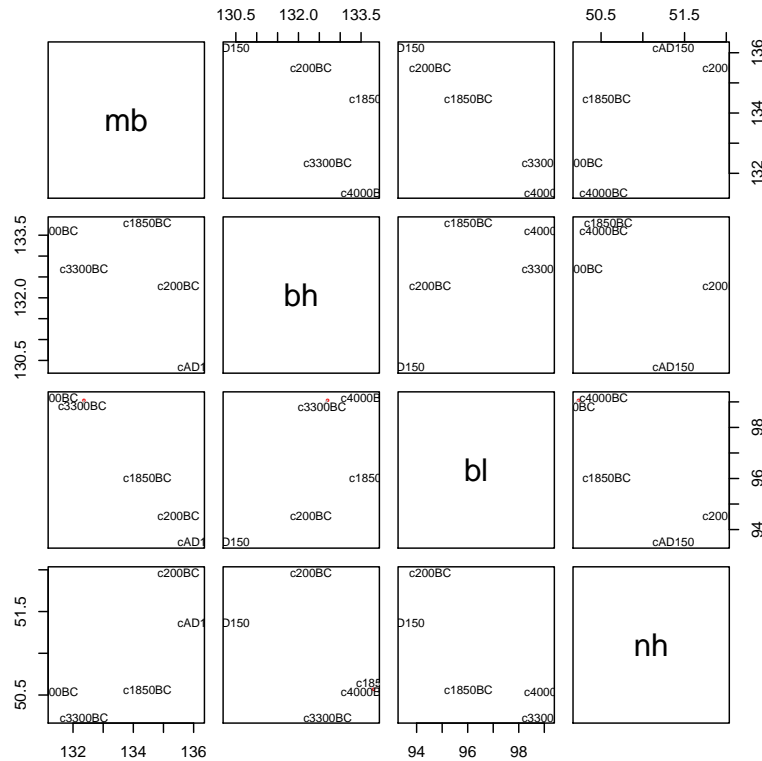 130.5 132.0 133.5 50.5 51.5
mb D150 c200BC c1850 c3300BC c4000B
D150 c200BC c1850BC c3300 c4000
cAD150 c200 c1850BC 00BC c4000BC
132 134 136
130.5 132.0 133.5
00BC c1850BC c3300BC c200BC cAD1
bh
c1850BC c4000 c3300 c200BC D150
c1850BC c4000BC 00BC c200 cAD150
00BC c3300BC c1850BC c200BC cAD1
c4000B c3300BC c1850 c200BC D150
bl
c4000BC 0BC c1850BC c200 cAD150
94 96 98
50.5 51.5
c200BC cAD1 c1850BC 00BC c3300BC
c200BC D150 c185 c4000B c3300BC
c200BC D150 c1850BC c4000 c3300
nh
132 134 136 94 96 98